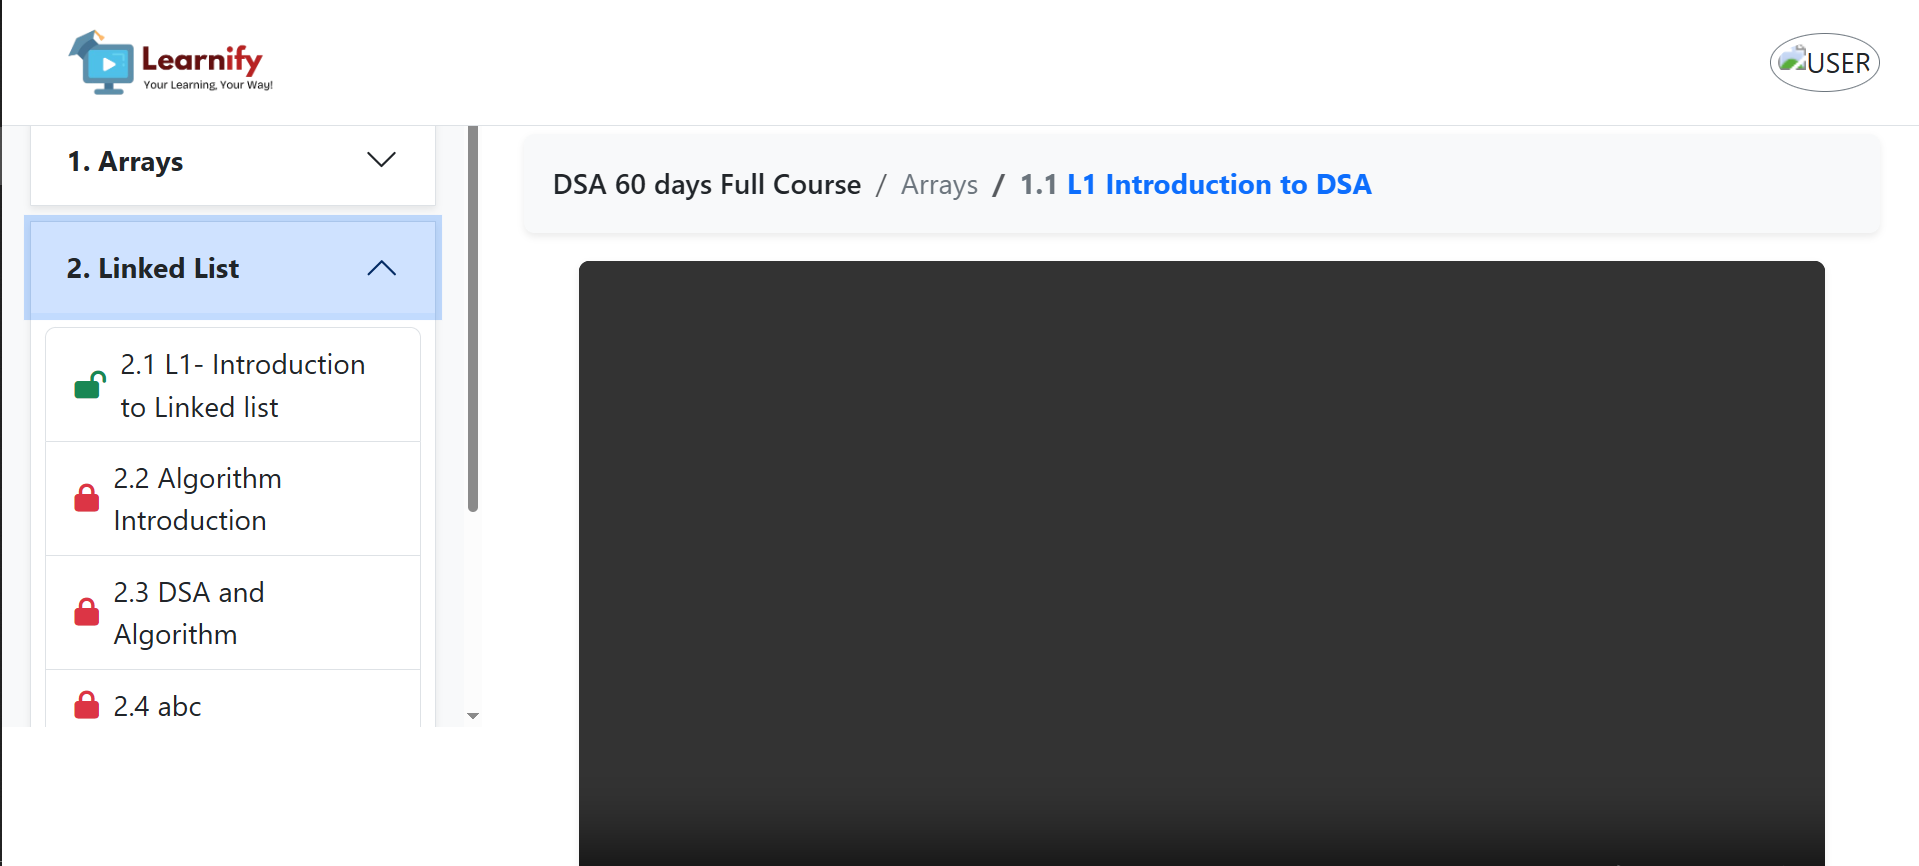 Learnify
Your Learning, Your Way!
USER
1. Arrays
2. Linked List
2.1 L1- Introduction
to Linked list
2.2 Algorithm
Introduction
2.3 DSA and
Algorithm
2.4 abc
DSA 60 days Full Course / Arrays / 1.1 L1 Introduction to DSA